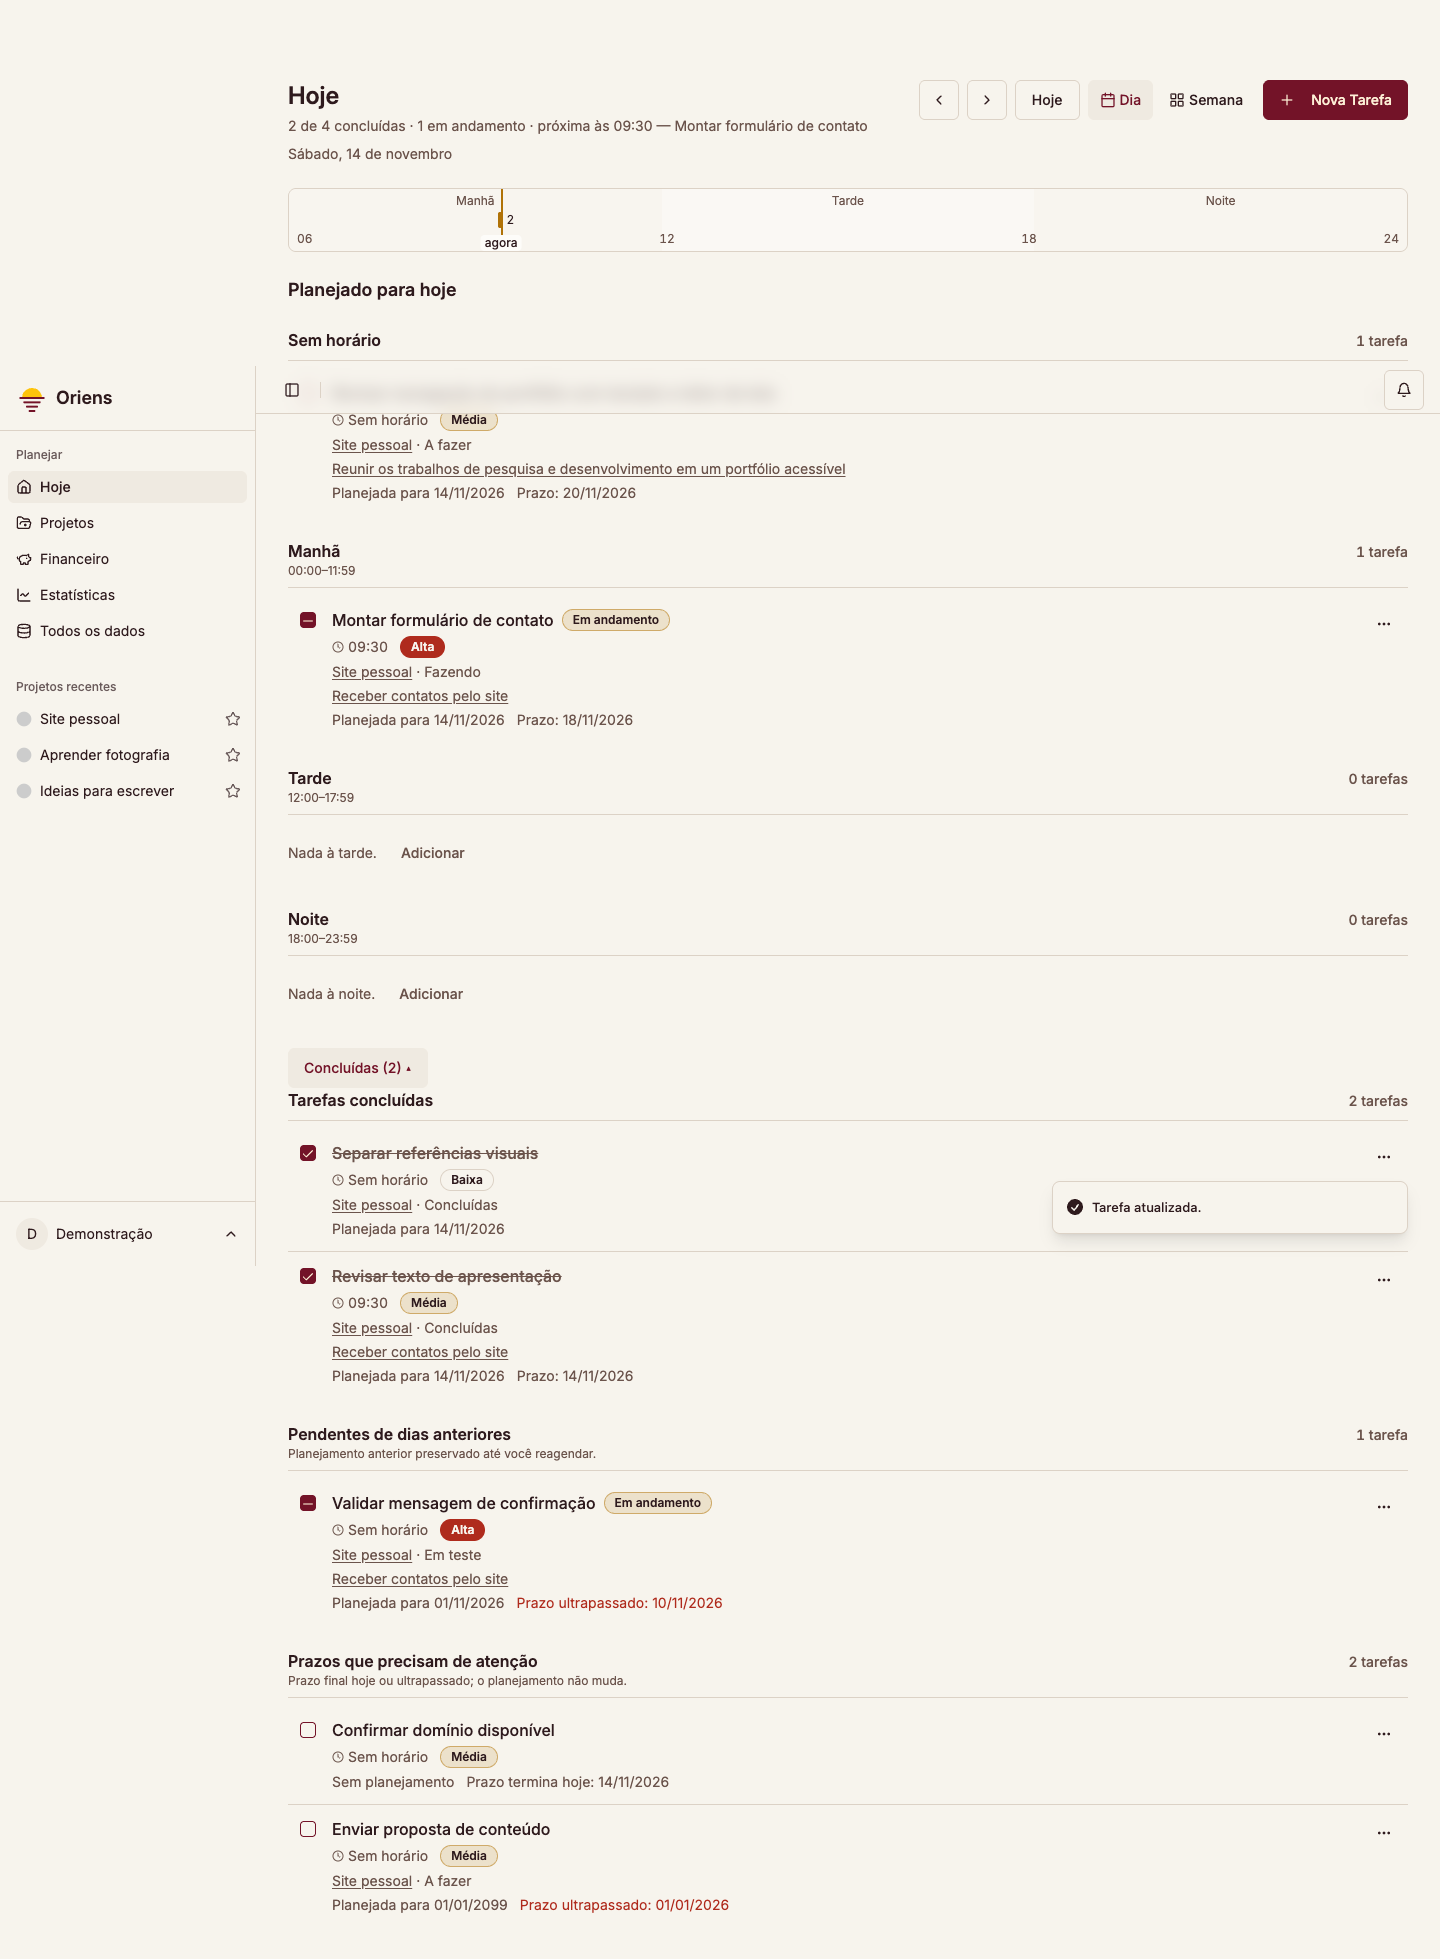 Hoje
2 de 4 concluídas · 1 em andamento · próxima às 09:30 — Montar formulário de contato
Sábado, 14 de novembro
Hoje
Dia
Semana
Nova Tarefa
Manhã
Tarde
Noite
2
06
agora
12
18
24
Planejado para hoje
Sem horário
1 tarefa
Oriens
Planejar
Hoje
Projetos
Financeiro
Estatísticas
Todos os dados
Projetos recentes
Site pessoal
Aprender fotografia
Ideias para escrever
D
Demonstração
Sem horário
Média
Site pessoal · A fazer
Reunir os trabalhos de pesquisa e desenvolvimento em um portfólio acessível
Planejada para 14/11/2026 Prazo: 20/11/2026
Manhã
1 tarefa
00:00–11:59
Montar formulário de contato
Em andamento
09:30
Alta
Site pessoal · Fazendo
Receber contatos pelo site
Planejada para 14/11/2026 Prazo: 18/11/2026
Tarde
0 tarefas
12:00–17:59
Nada à tarde.
Adicionar
Noite
0 tarefas
18:00–23:59
Nada à noite.
Adicionar
Concluídas (2)
Tarefas concluídas
2 tarefas
Separar referências visuais
Sem horário
Baixa
Site pessoal · Concluídas
Planejada para 14/11/2026
Tarefa atualizada.
Revisar texto de apresentação
09:30
Média
Site pessoal · Concluídas
Receber contatos pelo site
Planejada para 14/11/2026 Prazo: 14/11/2026
Pendentes de dias anteriores
1 tarefa
Planejamento anterior preservado até você reagendar.
Validar mensagem de confirmação
Em andamento
Sem horário
Alta
Site pessoal · Em teste
Receber contatos pelo site
Planejada para 01/11/2026 Prazo ultrapassado: 10/11/2026
Prazos que precisam de atenção
2 tarefas
Prazo final hoje ou ultrapassado; o planejamento não muda.
Confirmar domínio disponível
Sem horário
Média
Sem planejamento Prazo termina hoje: 14/11/2026
Enviar proposta de conteúdo
Sem horário
Média
Site pessoal · A fazer
Planejada para 01/01/2099 Prazo ultrapassado: 01/01/2026